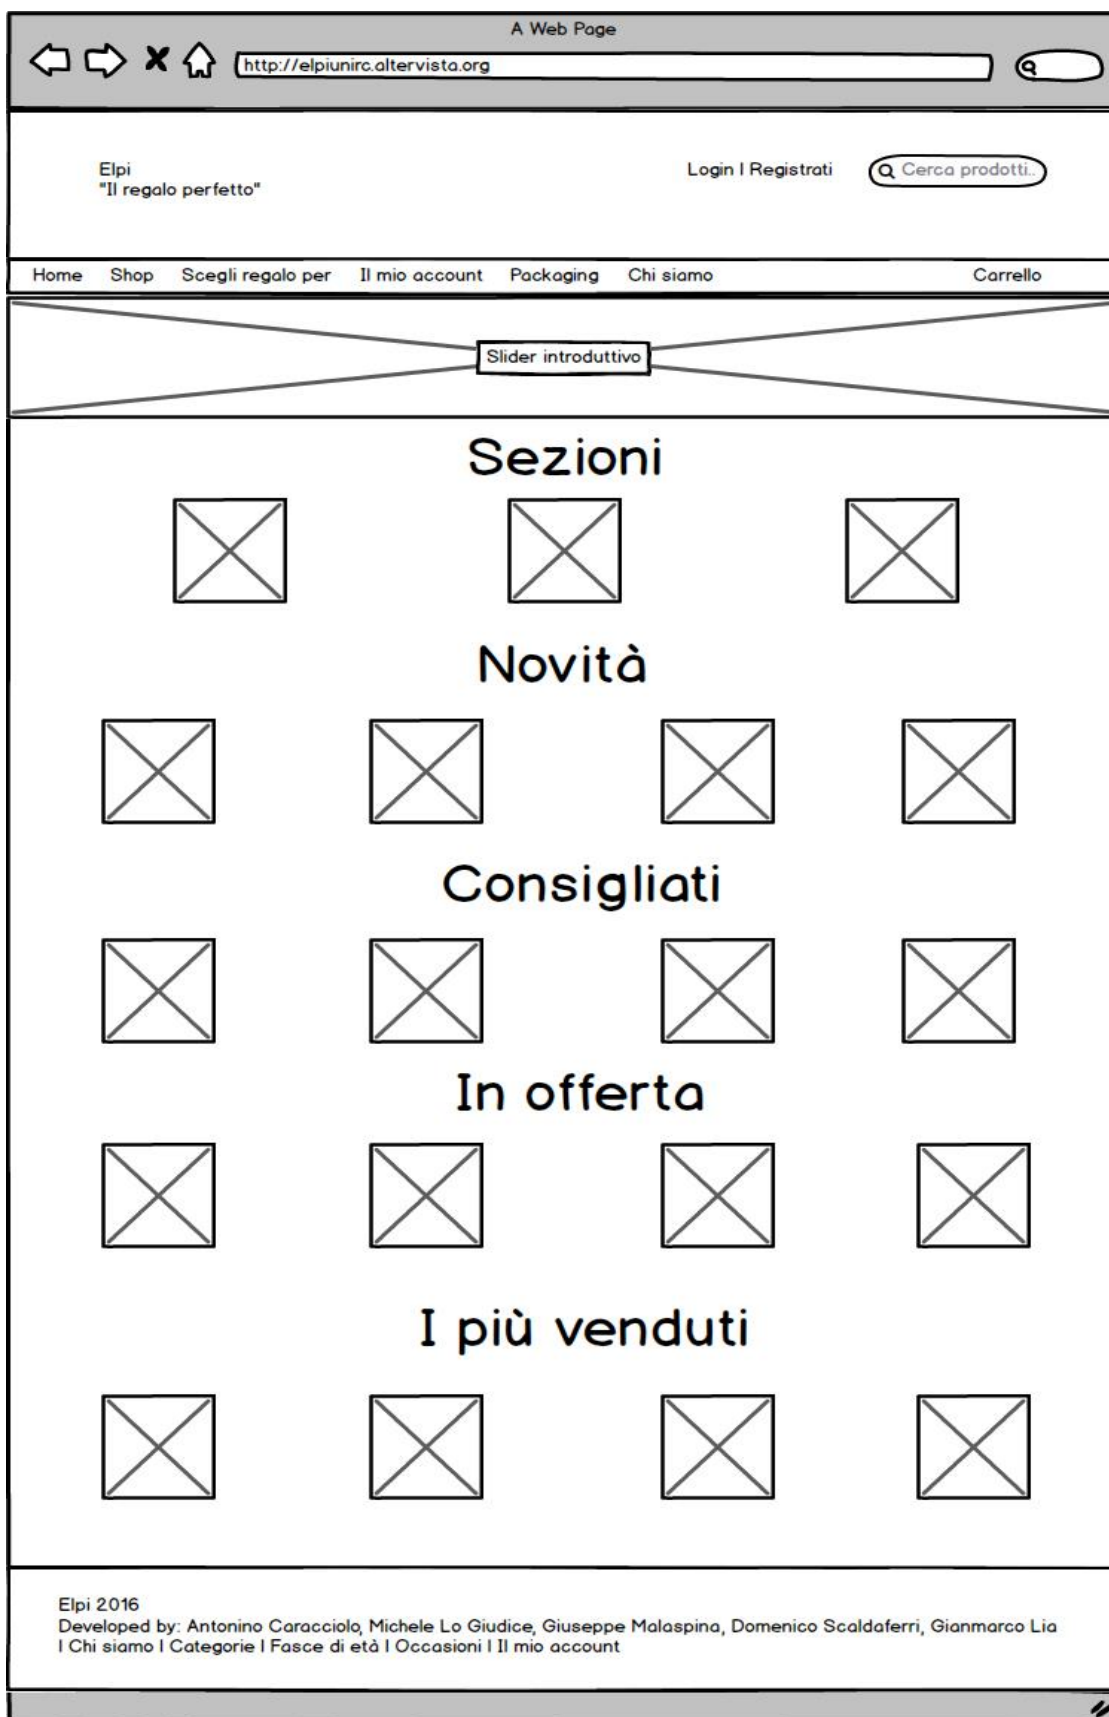 A Web Page
http://elpiunirc.altervista.org
Elpi
"Il regalo perfetto"
Login | Registrati
Cerca prodotti..
Home Shop Scegli regalo per Il mio account Packaging Chi siamo Carrello
Slider introduttivo
Sezioni
Novità
Consigliati
In offerta
I più venduti
Elpi 2016
Developed by: Antonino Caracciolo, Michele Lo Giudice, Giuseppe Malaspina, Domenico Scaldaferri, Gianmarco Lia
| Chi siamo | Categorie | Fasce di età | Occasioni | Il mio account